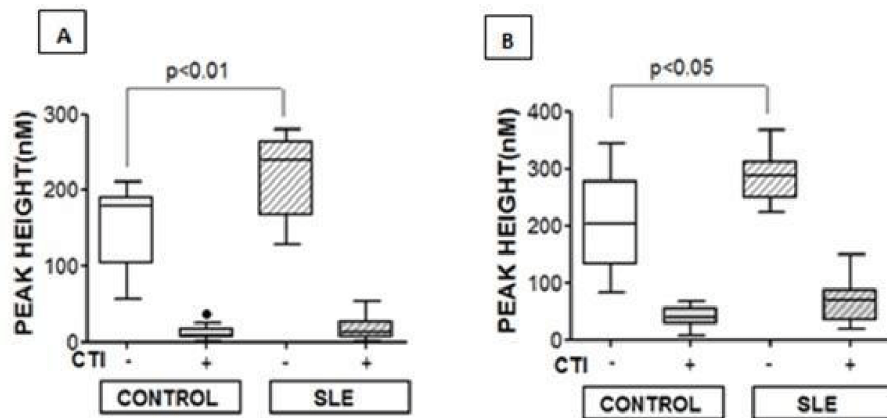 A
p<0.01
PEAK HEIGHT(nM)
300
200
100
0
CTI - + - +
CONTROL SLE
B
p<0.05
PEAK HEIGHT(nM)
400
300
200
100
0
CTI - + - +
CONTROL SLE